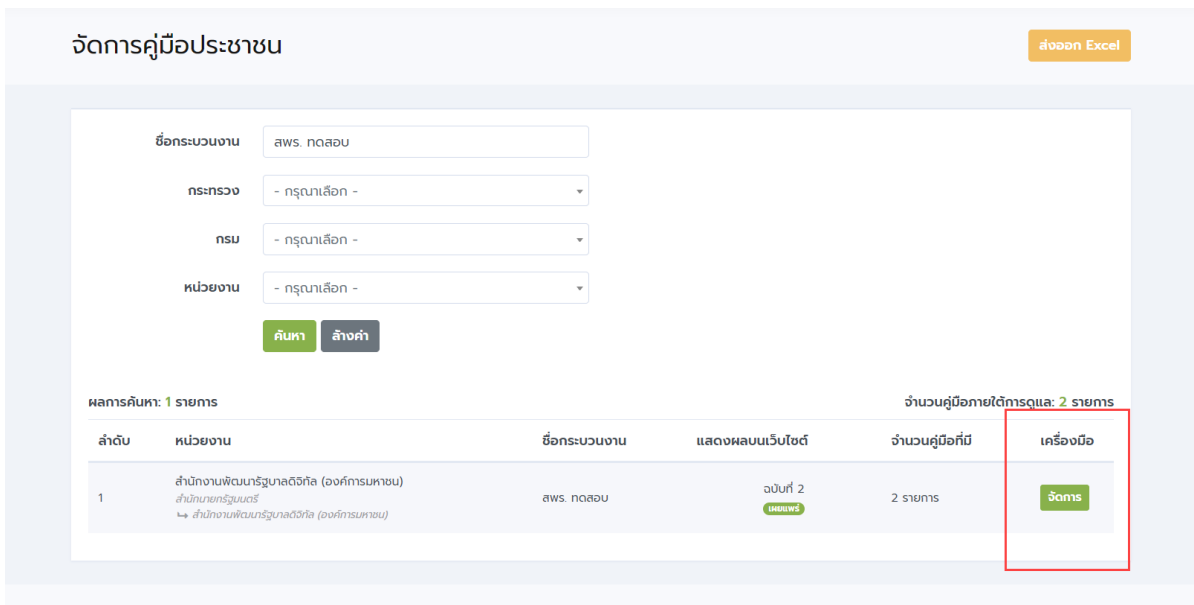 จัดการคู่มือประชาชน
ส่งออก Excel
ชื่อกระบวนงาน
สพร. ทดสอบ
กระทรวง
- กรุณาเลือก -
กรม
- กรุณาเลือก -
หน่วยงาน
- กรุณาเลือก -
ค้นหา ล้างค่า
ผลการค้นหา: 1 รายการ จำนวนคู่มือภายใต้การดูแล: 2 รายการ
ลำดับ หน่วยงาน ชื่อกระบวนงาน แสดงผลบนเว็บไซต์ จำนวนคู่มือที่มี เครื่องมือ
สำนักงานพัฒนารัฐบาลดิจิทัล (องค์การมหาชน)
1 สำนักนายกรัฐมนตรี สพร. ทดสอบ ฉบับที่ 2 2 รายการ จัดการ
↪ สำนักงานพัฒนารัฐบาลดิจิทัล (องค์การมหาชน) เผยแพร่